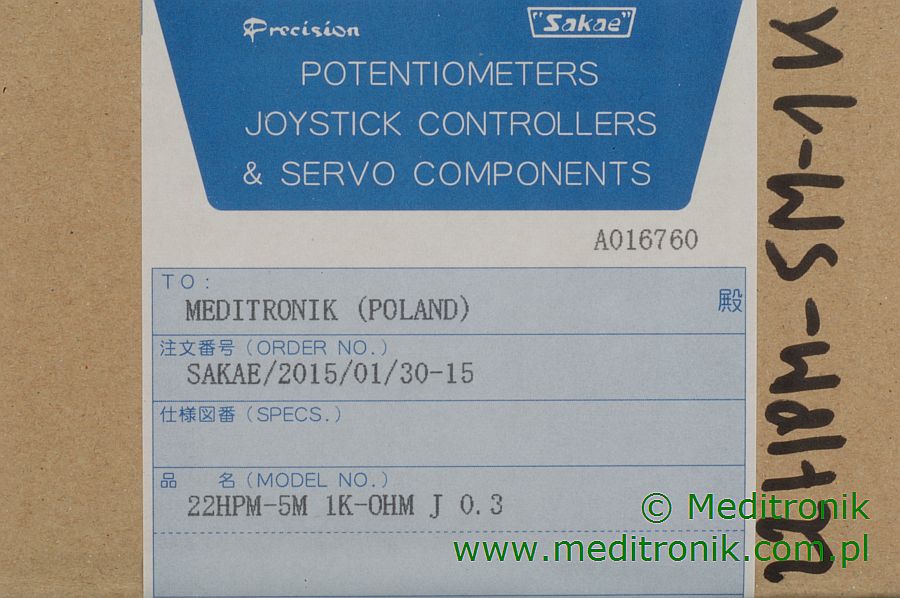 Precision "Sakae"
POTENTIOMETERS
JOYSTICK CONTROLLERS
& SERVO COMPONENTS
A016760
TO:
MEDITRONIK (POLAND) 殿
注文番号 (ORDER NO.)
SAKAE/2015/01/30-15
仕様図番 (SPECS.)
品 名 (MODEL NO.)
22HPM-5M 1K-OHM J 0.3
22HPM-5M-1K
© Meditronik
www.meditronik.com.pl